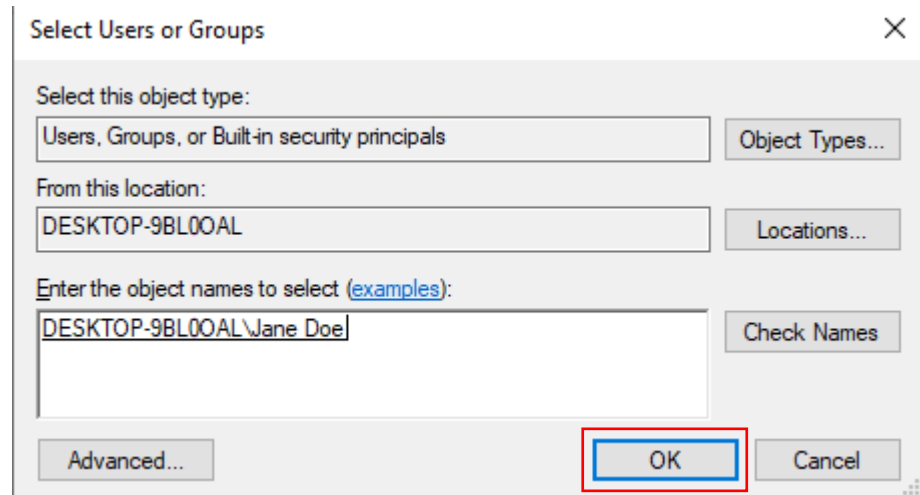 Select Users or Groups
Select this object type:
Users, Groups, or Built-in security principals
Object Types...
From this location:
DESKTOP-9BL0OAL
Locations...
Enter the object names to select (examples):
DESKTOP-9BL0OAL\Jane Doe
Check Names
Advanced...
OK
Cancel